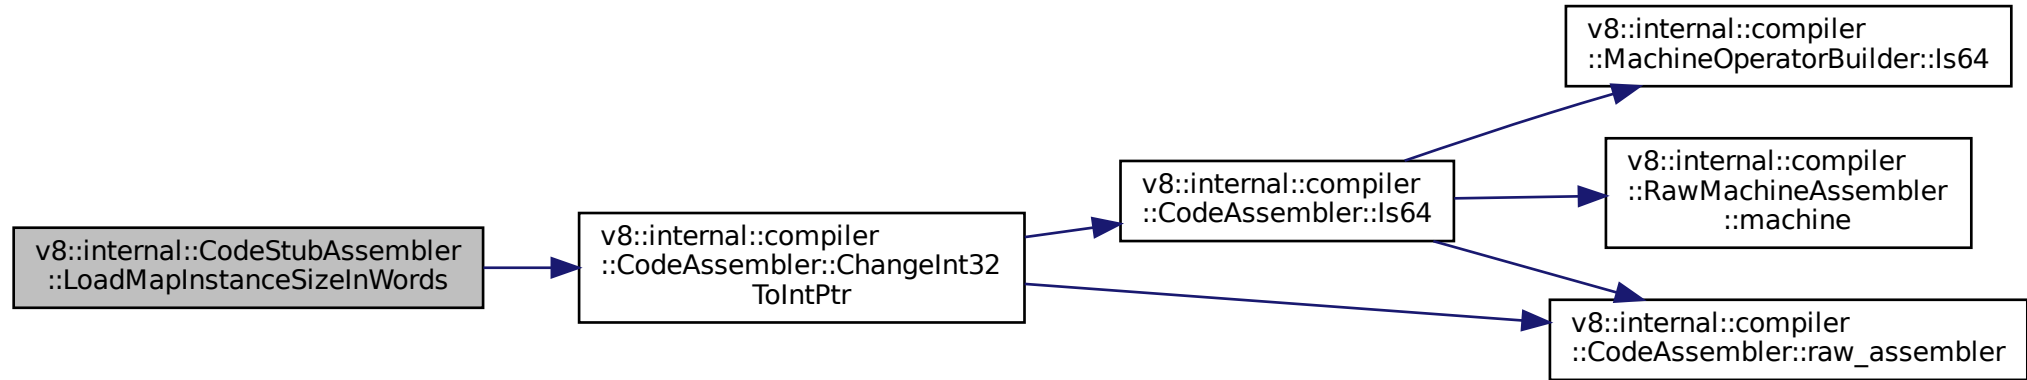 v8::internal::CodeStubAssembler
::LoadMapInstanceSizeInWords
v8::internal::compiler
::CodeAssembler::ChangeInt32
ToIntPtr
v8::internal::compiler
::CodeAssembler::Is64
v8::internal::compiler
::MachineOperatorBuilder::Is64
v8::internal::compiler
::RawMachineAssembler
::machine
v8::internal::compiler
::CodeAssembler::raw_assembler